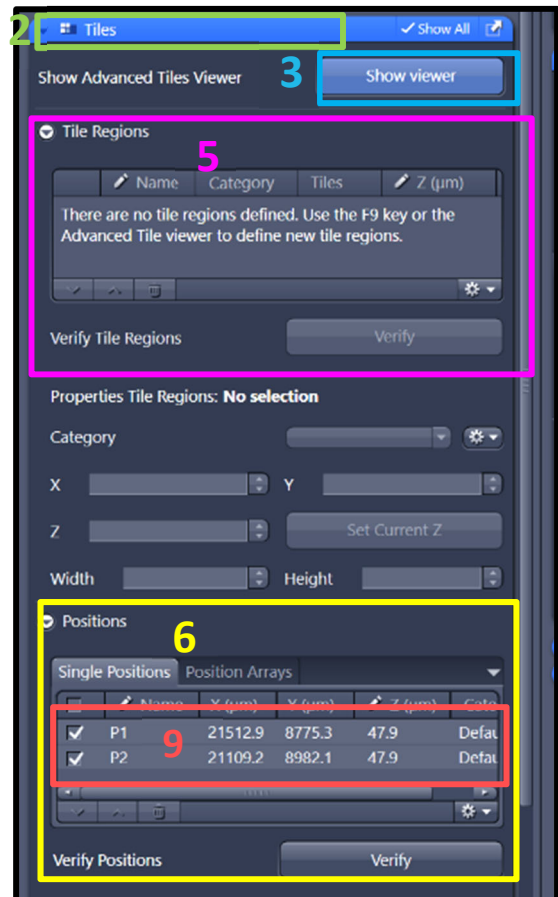 2 Tiles Show All
Show Advanced Tiles Viewer 3 Show viewer
Tile Regions
5
Name Category Tiles Z (µm)
There are no tile regions defined. Use the F9 key or the
Advanced Tile viewer to define new tile regions.
Verify Tile Regions Verify
Properties Tile Regions: No selection
Category
X Y
Z Set Current Z
Width Height
Positions
6
Single Positions Position Arrays
Name X (µm) Y (µm) Z (µm) Cate
P1 21512.9 8775.3 47.9 Defau
9
P2 21109.2 8982.1 47.9 Defau
Verify Positions Verify